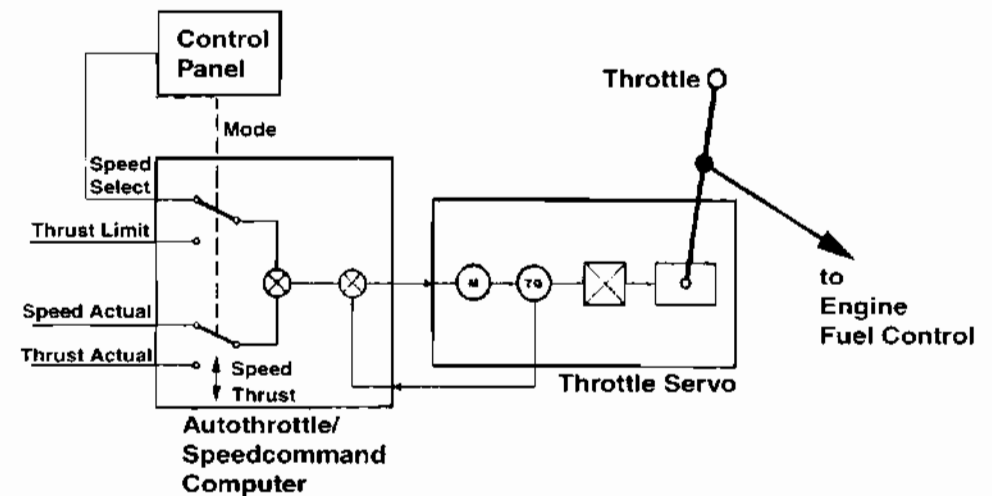 Control
Panel
Mode
Speed
Select
Thrust Limit
Speed Actual
Thrust Actual
Speed
Thrust
Autothrottle/
Speedcommand
Computer
M
TG
Throttle Servo
Throttle
to
Engine
Fuel Control